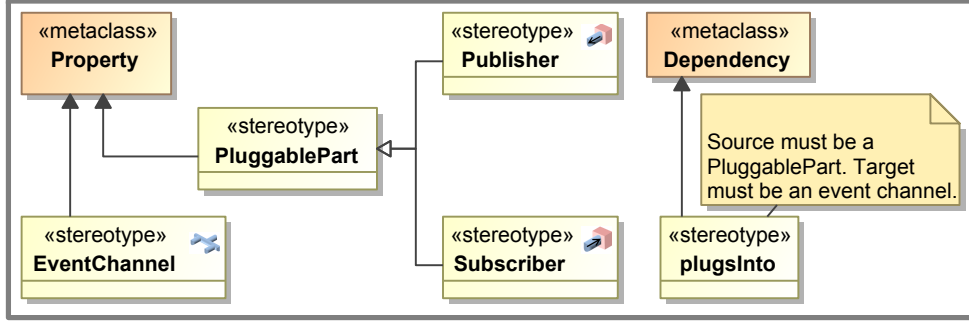 «metaclass»
Property
«stereotype»
PluggablePart
«stereotype»
EventChannel
«stereotype»
Publisher
«stereotype»
Subscriber
«metaclass»
Dependency
Source must be a
PluggablePart. Target
must be an event channel.
«stereotype»
plugsInto